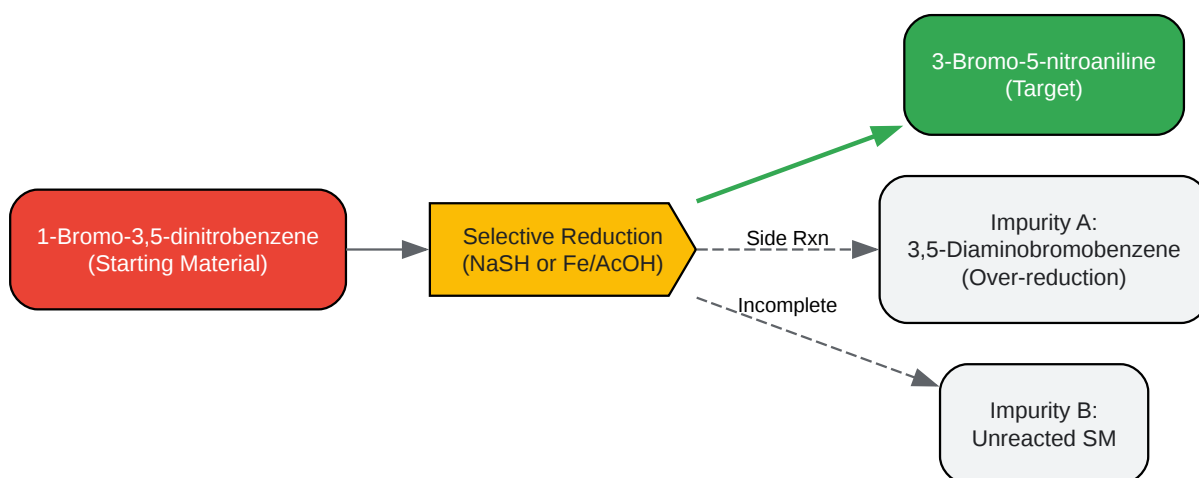 3-Bromo-5-nitroaniline
(Target)
1-Bromo-3,5-dinitrobenzene
(Starting Material)
Selective Reduction
(NaSH or Fe/AcOH)
Side Rxn
Incomplete
Impurity A:
3,5-Diaminobromobenzene
(Over-reduction)
Impurity B:
Unreacted SM